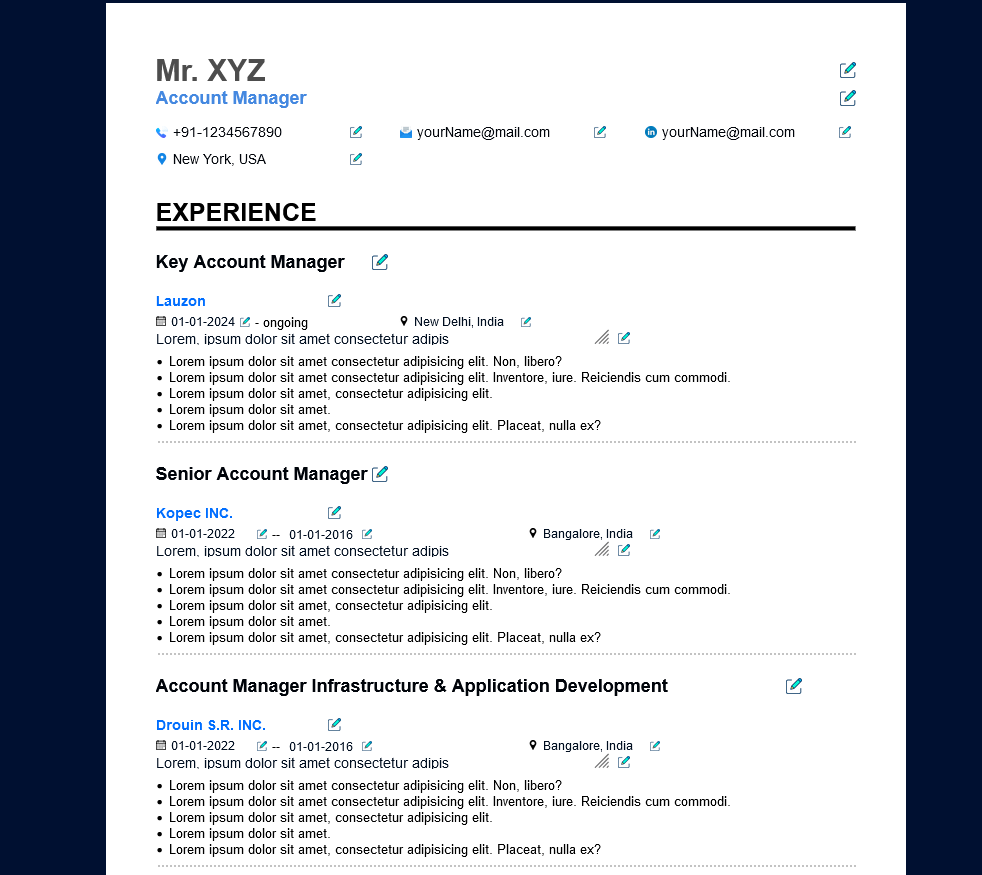 Mr. XYZ
Account Manager
+91-1234567890 yourName@mail.com yourName@mail.com
New York, USA
EXPERIENCE
Key Account Manager
Lauzon
01-01-2024 - ongoing New Delhi, India
Lorem, ipsum dolor sit amet consectetur adipis
• Lorem ipsum dolor sit amet consectetur adipisicing elit. Non, libero?
• Lorem ipsum dolor sit amet consectetur adipisicing elit. Inventore, iure. Reiciendis cum commodi.
• Lorem ipsum dolor sit amet, consectetur adipisicing elit.
• Lorem ipsum dolor sit amet.
• Lorem ipsum dolor sit amet, consectetur adipisicing elit. Placeat, nulla ex?
Senior Account Manager
Kopec INC.
01-01-2022 -- 01-01-2016 Bangalore, India
Lorem, ipsum dolor sit amet consectetur adipis
• Lorem ipsum dolor sit amet consectetur adipisicing elit. Non, libero?
• Lorem ipsum dolor sit amet consectetur adipisicing elit. Inventore, iure. Reiciendis cum commodi.
• Lorem ipsum dolor sit amet, consectetur adipisicing elit.
• Lorem ipsum dolor sit amet.
• Lorem ipsum dolor sit amet, consectetur adipisicing elit. Placeat, nulla ex?
Account Manager Infrastructure & Application Development
Drouin S.R. INC.
01-01-2022 -- 01-01-2016 Bangalore, India
Lorem, ipsum dolor sit amet consectetur adipis
• Lorem ipsum dolor sit amet consectetur adipisicing elit. Non, libero?
• Lorem ipsum dolor sit amet consectetur adipisicing elit. Inventore, iure. Reiciendis cum commodi.
• Lorem ipsum dolor sit amet, consectetur adipisicing elit.
• Lorem ipsum dolor sit amet.
• Lorem ipsum dolor sit amet, consectetur adipisicing elit. Placeat, nulla ex?